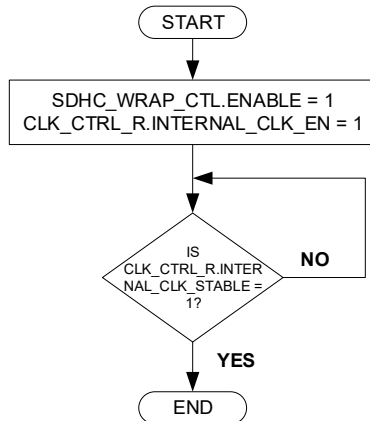 START
SDHC_WRAP_CTL.ENABLE = 1
CLK_CTRL_R.INTERNAL_CLK_EN = 1
IS
CLK_CTRL_R.INTER
NAL_CLK_STABLE =
1?
NO
YES
END